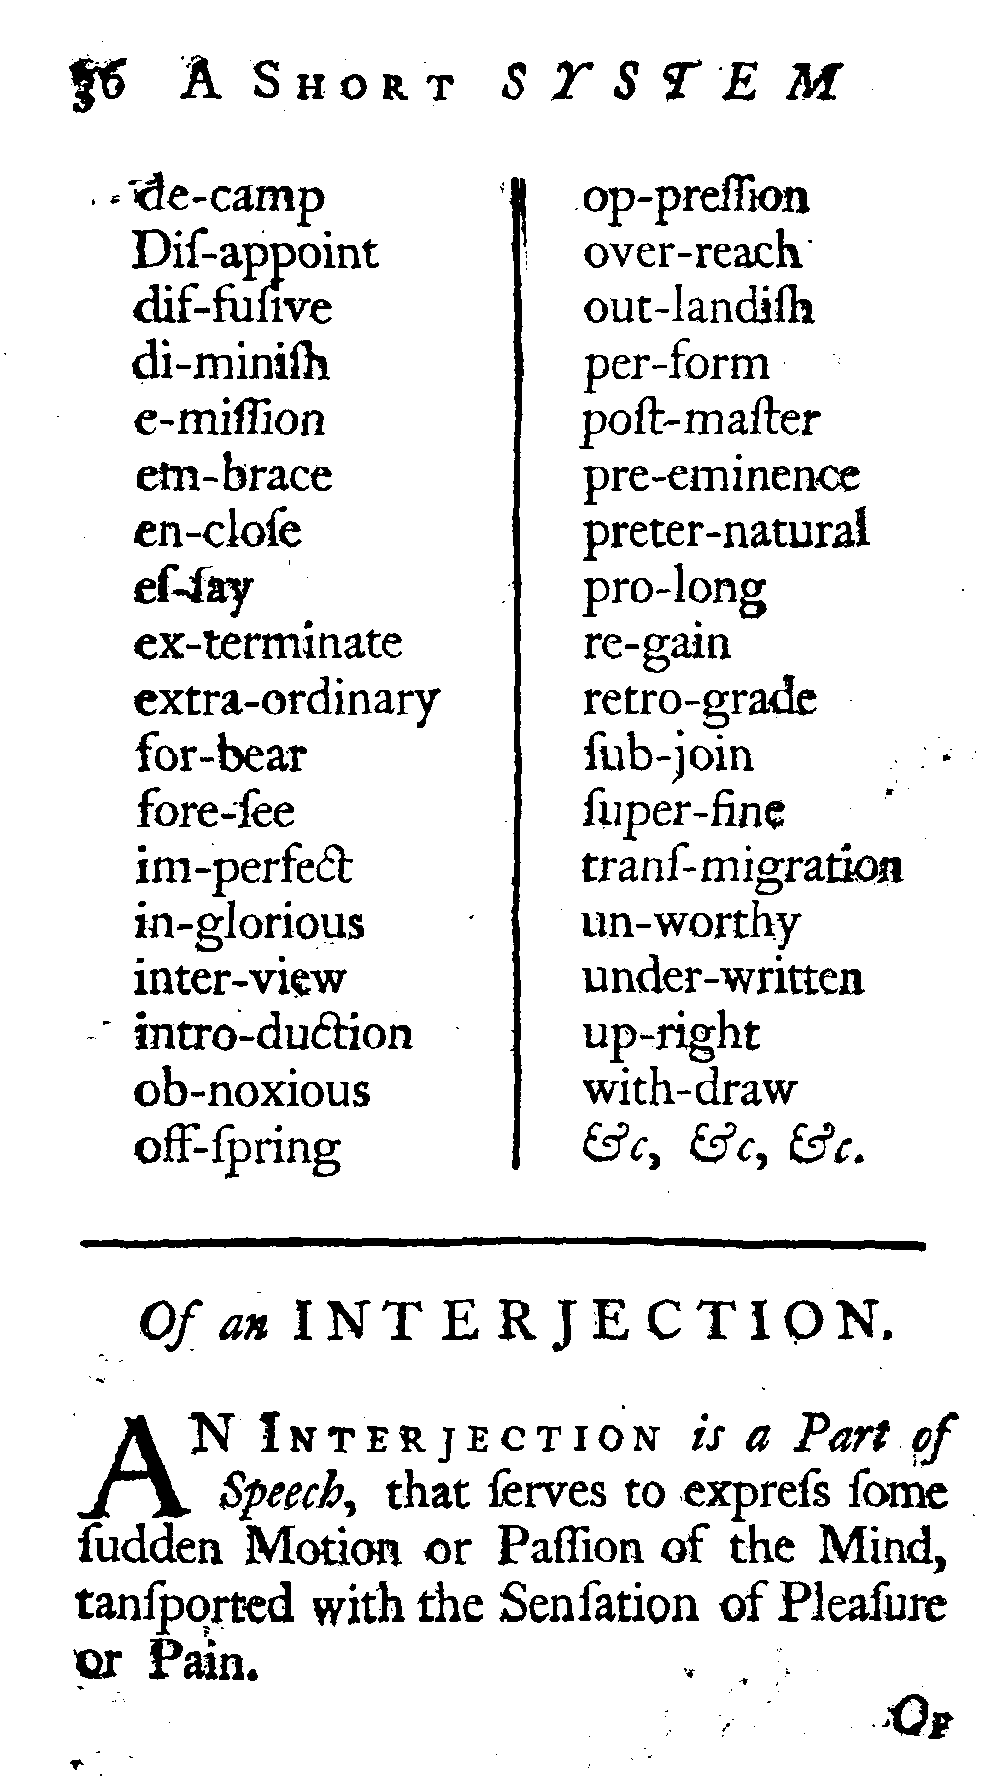 56 A SHORT SYSTEM
de-camp
Diſ-appoint
dif-fuſive
di-miniſh
e-miſſion
em-brace
en-cloſe
eſ-ſay
ex-terminate
extra-ordinary
for-bear
fore-ſee
im-perfect
in-glorious
inter-view
intro-duction
ob-noxious
off-ſpring
op-preſſion
over-reach
out-landiſh
per-form
poſt-maſter
pre-eminence
preter-natural
pro-long
re-gain
retro-grade
ſub-join
ſuper-fine
tranſ-migration
un-worthy
under-written
up-right
with-draw
&c, &c, &c.
Of an INTERJECTION.
AN INTERJECTION is a Part of
Speech, that ſerves to expreſs ſome
ſudden Motion or Paſſion of the Mind,
tanſported with the Senſation of Pleaſure
or Pain.
OF